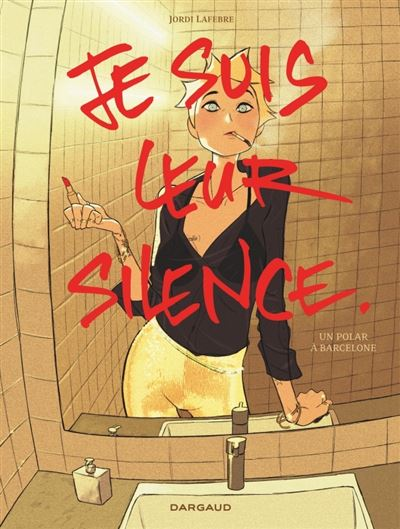 JORDI LAFEBRE
JE SUIS
LEUR
SILENCE.
UN POLAR
À BARCELONE
DARGAUD